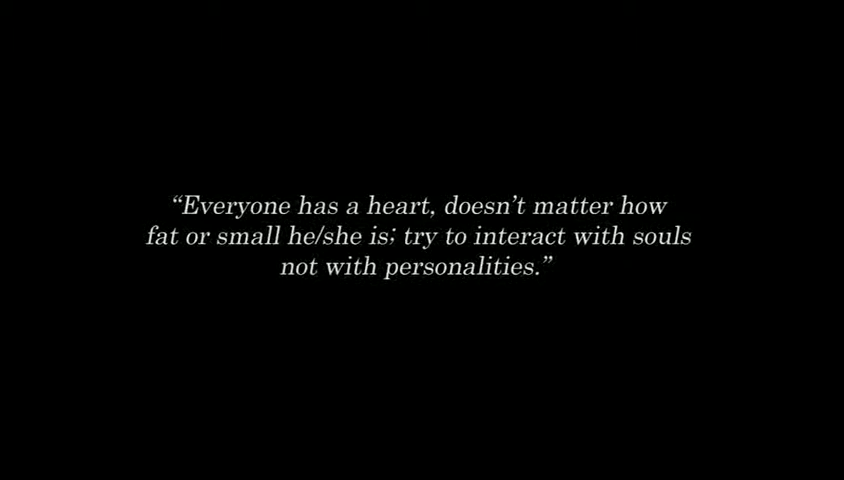 “Everyone has a heart, doesn’t matter how
fat or small he/she is; try to interact with souls
not with personalities.”